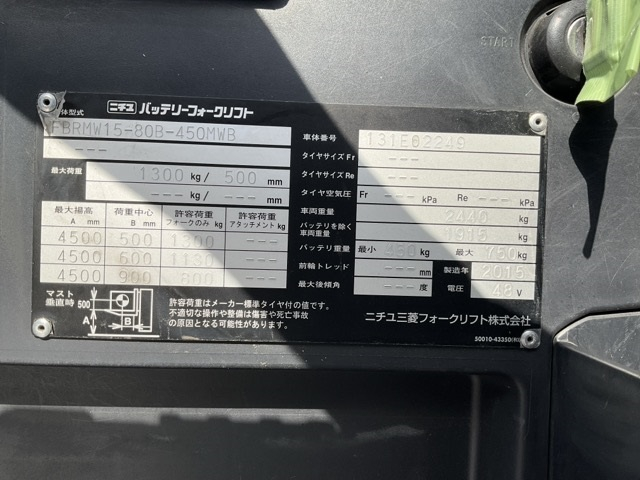 START
ニチユ バッテリーフォークリフト
体型式 FBRMW15-80B-450MWB
車体番号 131E02249
タイヤサイズ Fr ---
最大荷重 1300 kg/ 500 mm
タイヤサイズ Re ---
--- kg/ --- mm
タイヤ空気圧 Fr --- kPa Re --- kPa
車両重量 2440 kg
バッテリを除く車両重量 kg
バッテリ重量 最小 kg 最大 750 kg
前輪トレッド --- mm 製造年 2015
最大後傾角 --- 度 電圧 48 V
最大揚高 A mm 荷重中心 B mm 許容荷重 フォークのみ kg 許容荷重 アタッチメント kg
4500 500 1300
4500 600 1130
4500 900
マスト垂直時 500 A B
許容荷重はメーカー標準タイヤ付の値です。
不適切な操作や整備は傷害や死亡事故
の原因となる可能性があります。
ニチユ三菱フォークリフト株式会社